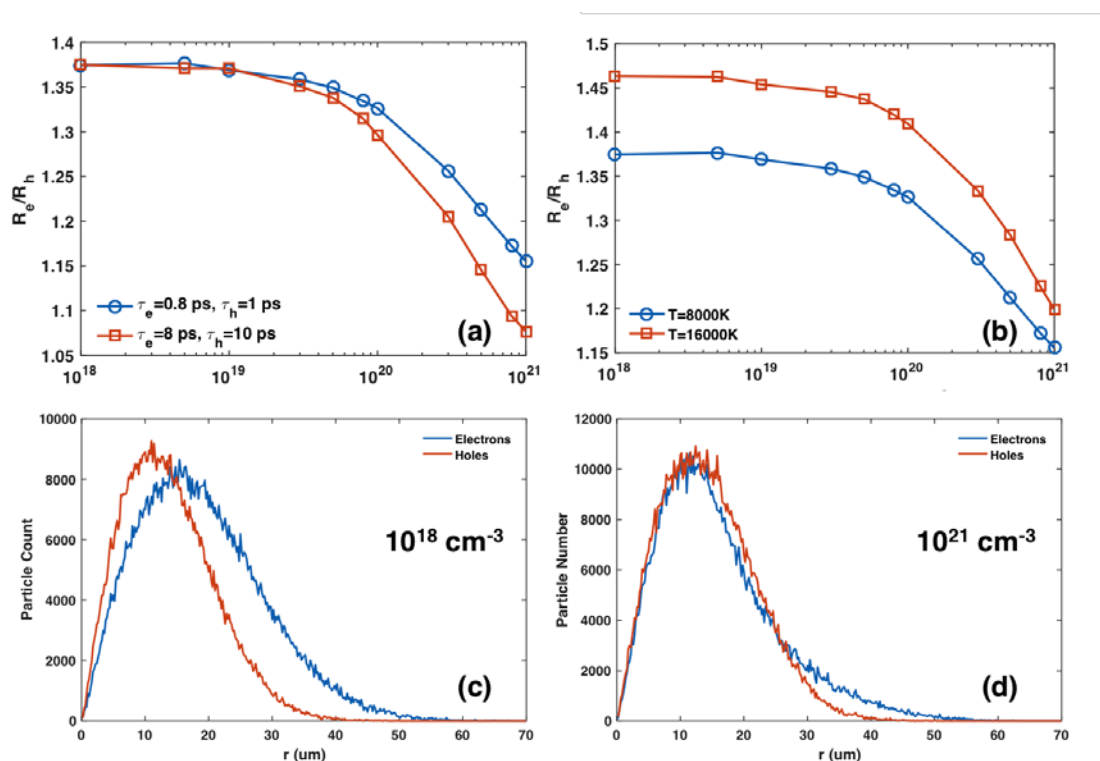 1.4
1.35
1.3
1.25
1.2
1.15
1.1
1.05
R_e/R_h
τ_e=0.8 ps, τ_h=1 ps
τ_e=8 ps, τ_h=10 ps
(a)
10^18
10^19
10^20
10^21
1.5
1.45
1.4
1.35
1.3
1.25
1.2
1.15
R_e/R_h
T=8000K
T=16000K
(b)
10^18
10^19
10^20
10^21
10000
8000
6000
4000
2000
0
Particle Count
Electrons
Holes
10^18 cm^-3
(c)
0
10
20
30
40
50
60
70
r (um)
12000
10000
8000
6000
4000
2000
0
Particle Number
Electrons
Holes
10^21 cm^-3
(d)
0
10
20
30
40
50
60
70
r (um)